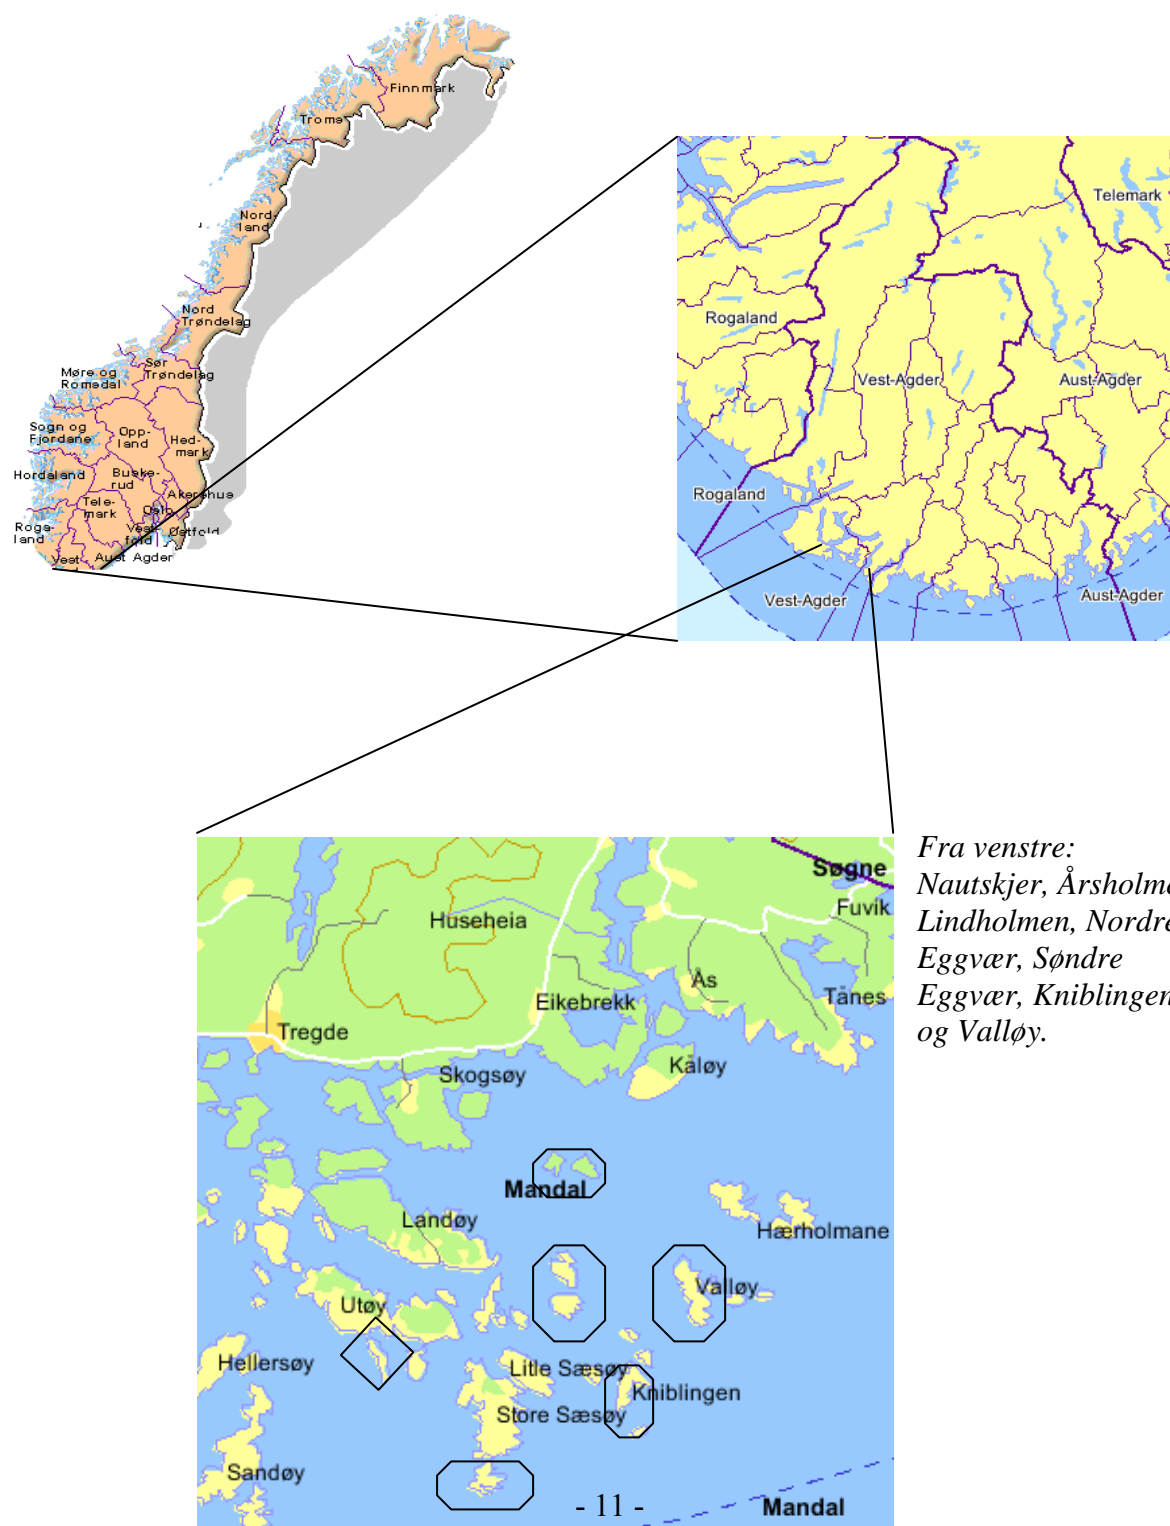 Finnmark
Troms
Nord-
land
Nord
Trøndelag
Sør
Trøndelag
Møre og
Romsdal
Sogn og
Fjordane
Opp-
land
Hed-
mark
Hordaland
Buske-
rud
Akershus
Tele-
mark
Oslo
Roga-
land
Vest-
fold
Østfold
Vest-
Aust Agder
Telemark
Rogaland
Vest-Agder
Aust-Agder
Rogaland
Vest-Agder
Aust-Agder
Fra venstre:
Nautskjer, Årsholma
Lindholmen, Nordre
Eggvær, Søndre
Eggvær, Kniblingen
og Valløy.
Søgne
Fuvik
Huseheia
Ås
Tånes
Eikebrekk
Tregde
Kåløy
Skogsøy
Mandal
Landøy
Hærholmane
Valløy
Utøy
Hellersøy
Litle Sæsøy
Kniblingen
Store Sæsøy
Sandøy
Mandal
- 11 -